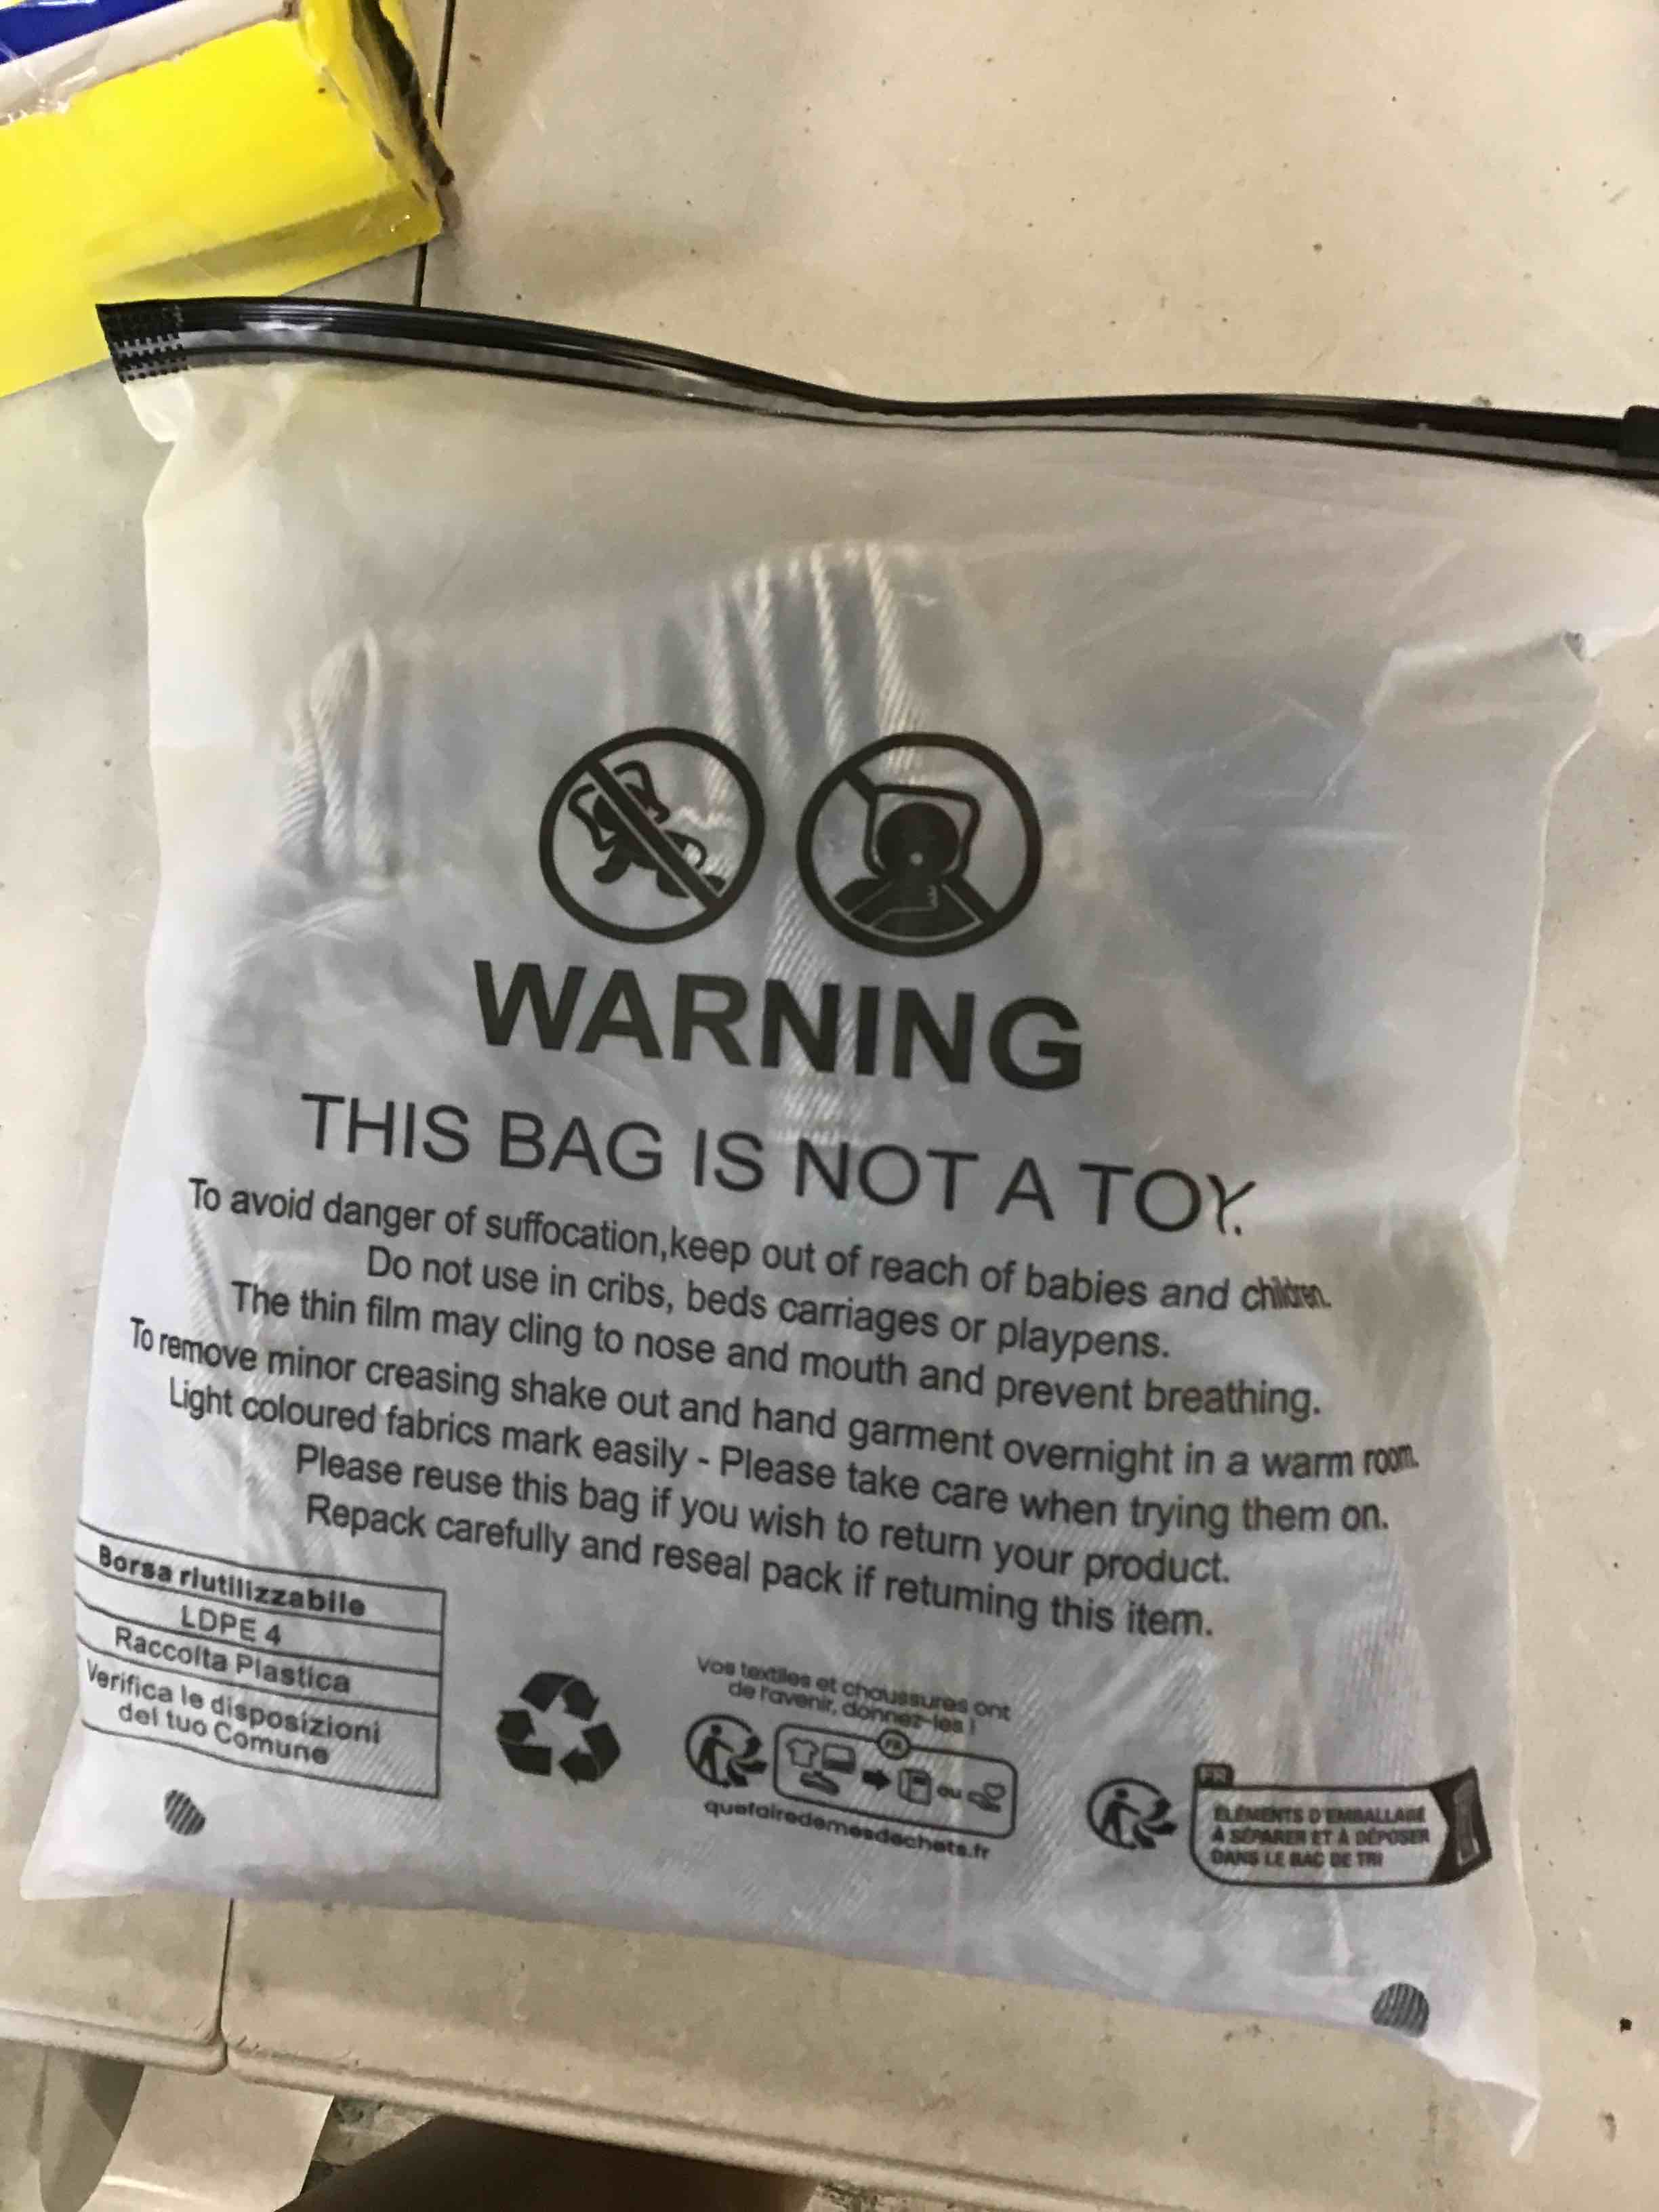 WARNING
THIS BAG IS NOT A TOY.
To avoid danger of suffocation,keep out of reach of babies and children.
Do not use in cribs, beds carriages or playpens.
The thin film may cling to nose and mouth and prevent breathing.
To remove minor creasing shake out and hand garment overnight in a warm room.
Light coloured fabrics mark easily - Please take care when trying them on.
Please reuse this bag if you wish to return your product.
Repack carefully and reseal pack if retuming this item.
Borsa riutilizzabile
LDPE 4
Raccolta Plastica
Verifica le disposizioni
del tuo Comune
Vos textiles et chaussures ont
de l'avenir, donnez-les !
FR
ou
quefairedemesdechets.fr
FR
ÉLÉMENTS D'EMBALLAGE
À SÉPARER ET À DÉPOSER
DANS LE BAC DE TRI